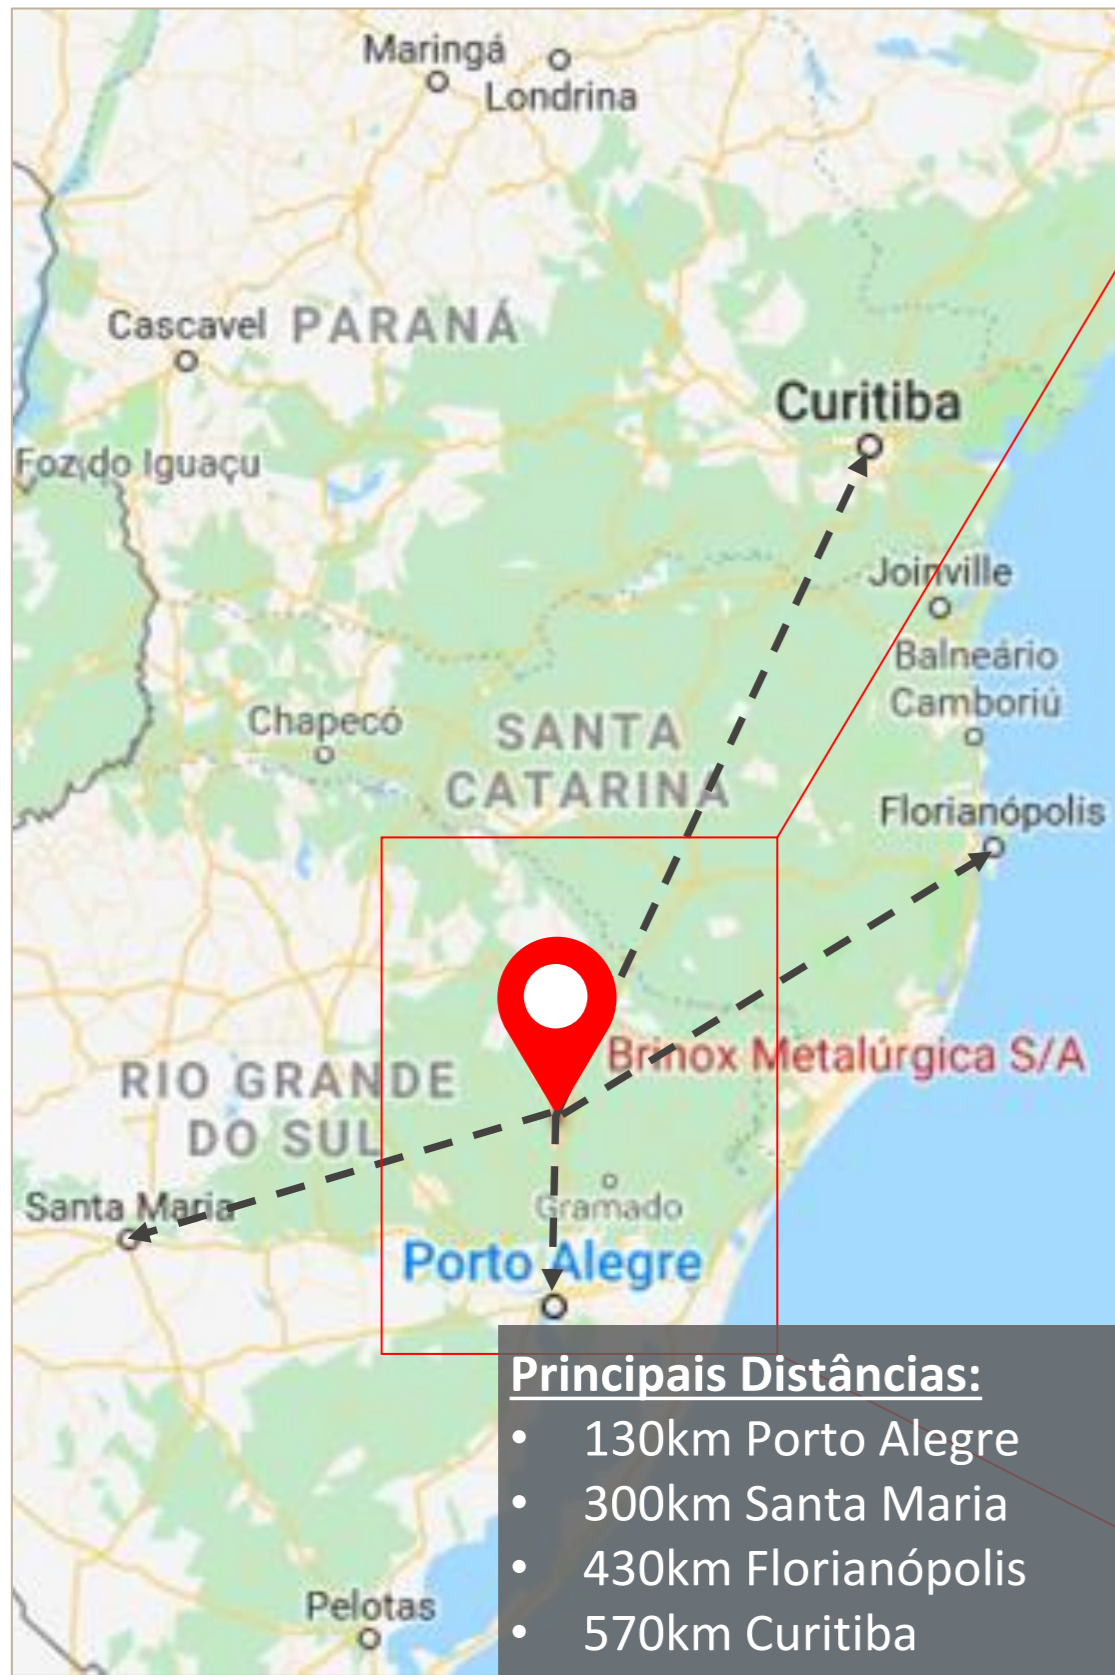 Maringá
Londrina
Cascavel
PARANÁ
Curitiba
Foz do Iguaçu
Joinville
Balneário
Camboriú
Chapecó
SANTA
CATARINA
Florianópolis
Brinox Metalúrgica S/A
RIO GRANDE
DO SUL
Santa Maria
Gramado
Porto Alegre
Principais Distâncias:
• 130km Porto Alegre
• 300km Santa Maria
• 430km Florianópolis
• 570km Curitiba
Pelotas